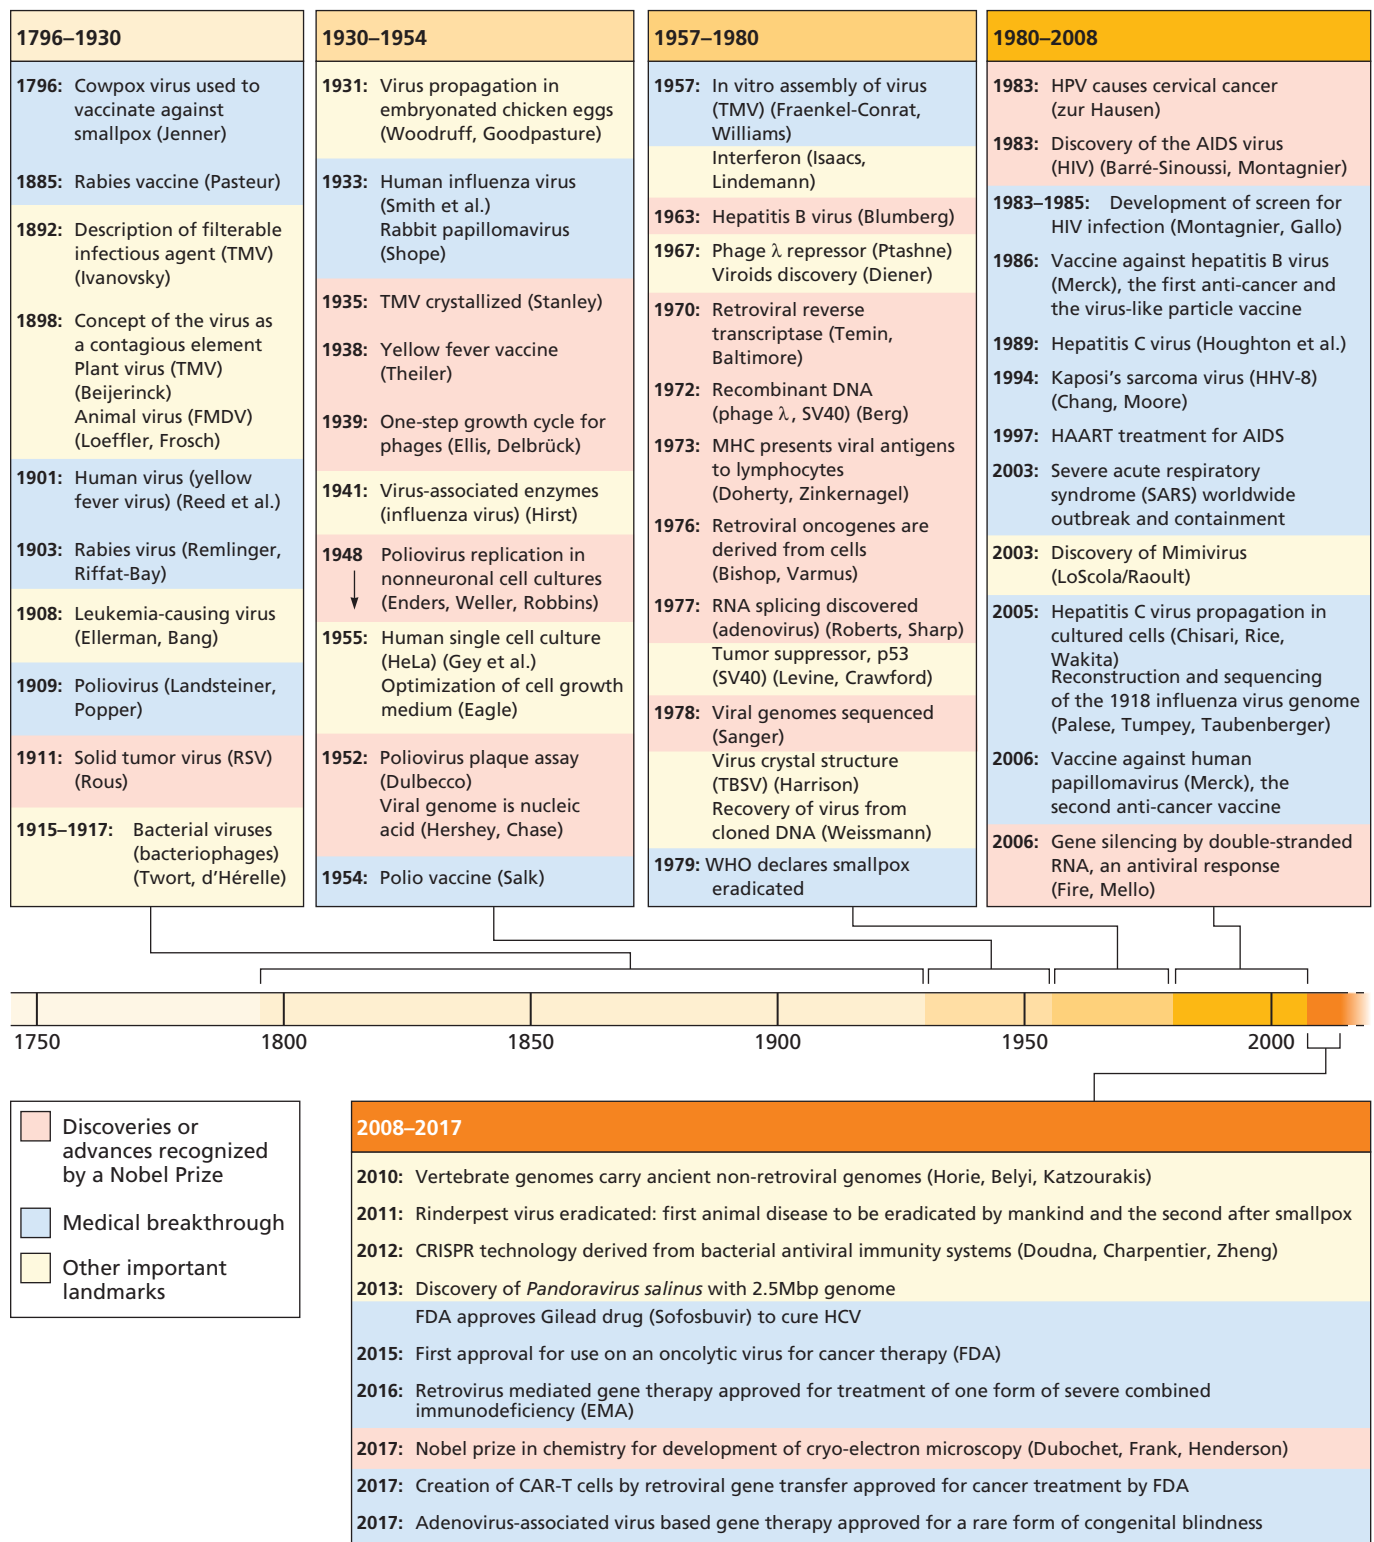 1796–1930
1796: Cowpox virus used to
vaccinate against
smallpox (Jenner)
1885: Rabies vaccine (Pasteur)
1892: Description of filterable
infectious agent (TMV)
(Ivanovsky)
1898: Concept of the virus as
a contagious element
Plant virus (TMV)
(Beijerinck)
Animal virus (FMDV)
(Loeffler, Frosch)
1901: Human virus (yellow
fever virus) (Reed et al.)
1903: Rabies virus (Remlinger,
Riffat-Bay)
1908: Leukemia-causing virus
(Ellerman, Bang)
1909: Poliovirus (Landsteiner,
Popper)
1911: Solid tumor virus (RSV)
(Rous)
1915–1917: Bacterial viruses
(bacteriophages)
(Twort, d’Hérelle)
1930–1954
1931: Virus propagation in
embryonated chicken eggs
(Woodruff, Goodpasture)
1933: Human influenza virus
(Smith et al.)
Rabbit papillomavirus
(Shope)
1935: TMV crystallized (Stanley)
1938: Yellow fever vaccine
(Theiler)
1939: One-step growth cycle for
phages (Ellis, Delbrück)
1941: Virus-associated enzymes
(influenza virus) (Hirst)
1948 Poliovirus replication in
nonneuronal cell cultures
(Enders, Weller, Robbins)
1955: Human single cell culture
(HeLa) (Gey et al.)
Optimization of cell growth
medium (Eagle)
1952: Poliovirus plaque assay
(Dulbecco)
Viral genome is nucleic
acid (Hershey, Chase)
1954: Polio vaccine (Salk)
1957–1980
1957: In vitro assembly of virus
(TMV) (Fraenkel-Conrat,
Williams)
Interferon (Isaacs,
Lindemann)
1963: Hepatitis B virus (Blumberg)
1967: Phage λ repressor (Ptashne)
Viroids discovery (Diener)
1970: Retroviral reverse
transcriptase (Temin,
Baltimore)
1972: Recombinant DNA
(phage λ, SV40) (Berg)
1973: MHC presents viral antigens
to lymphocytes
(Doherty, Zinkernagel)
1976: Retroviral oncogenes are
derived from cells
(Bishop, Varmus)
1977: RNA splicing discovered
(adenovirus) (Roberts, Sharp)
Tumor suppressor, p53
(SV40) (Levine, Crawford)
1978: Viral genomes sequenced
(Sanger)
Virus crystal structure
(TBSV) (Harrison)
Recovery of virus from
cloned DNA (Weissmann)
1979: WHO declares smallpox
eradicated
1980–2008
1983: HPV causes cervical cancer
(zur Hausen)
1983: Discovery of the AIDS virus
(HIV) (Barré-Sinoussi, Montagnier)
1983–1985: Development of screen for
HIV infection (Montagnier, Gallo)
1986: Vaccine against hepatitis B virus
(Merck), the first anti-cancer and
the virus-like particle vaccine
1989: Hepatitis C virus (Houghton et al.)
1994: Kaposi’s sarcoma virus (HHV-8)
(Chang, Moore)
1997: HAART treatment for AIDS
2003: Severe acute respiratory
syndrome (SARS) worldwide
outbreak and containment
2003: Discovery of Mimivirus
(LoScola/Raoult)
2005: Hepatitis C virus propagation in
cultured cells (Chisari, Rice,
Wakita)
Reconstruction and sequencing
of the 1918 influenza virus genome
(Palese, Tumpey, Taubenberger)
2006: Vaccine against human
papillomavirus (Merck), the
second anti-cancer vaccine
2006: Gene silencing by double-stranded
RNA, an antiviral response
(Fire, Mello)
1750 1800 1850 1900 1950 2000
Discoveries or
advances recognized
by a Nobel Prize
Medical breakthrough
Other important
landmarks
2008–2017
2010: Vertebrate genomes carry ancient non-retroviral genomes (Horie, Belyi, Katzourakis)
2011: Rinderpest virus eradicated: first animal disease to be eradicated by mankind and the second after smallpox
2012: CRISPR technology derived from bacterial antiviral immunity systems (Doudna, Charpentier, Zheng)
2013: Discovery of Pandoravirus salinus with 2.5Mbp genome
FDA approves Gilead drug (Sofosbuvir) to cure HCV
2015: First approval for use on an oncolytic virus for cancer therapy (FDA)
2016: Retrovirus mediated gene therapy approved for treatment of one form of severe combined
immunodeficiency (EMA)
2017: Nobel prize in chemistry for development of cryo-electron microscopy (Dubochet, Frank, Henderson)
2017: Creation of CAR-T cells by retroviral gene transfer approved for cancer treatment by FDA
2017: Adenovirus-associated virus based gene therapy approved for a rare form of congenital blindness